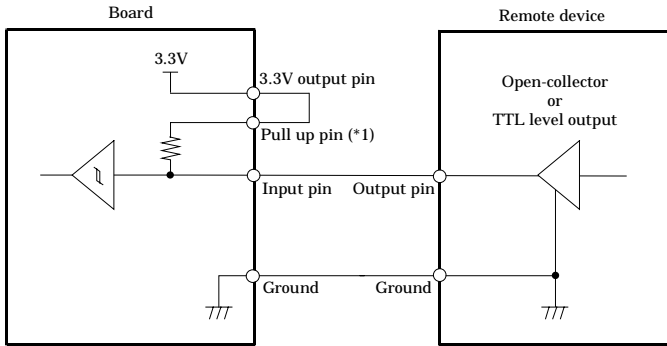 Board
Remote device
3.3V
3.3V output pin
Pull up pin (*1)
Open-collector
or
TTL level output
Input pin
Output pin
Ground
Ground